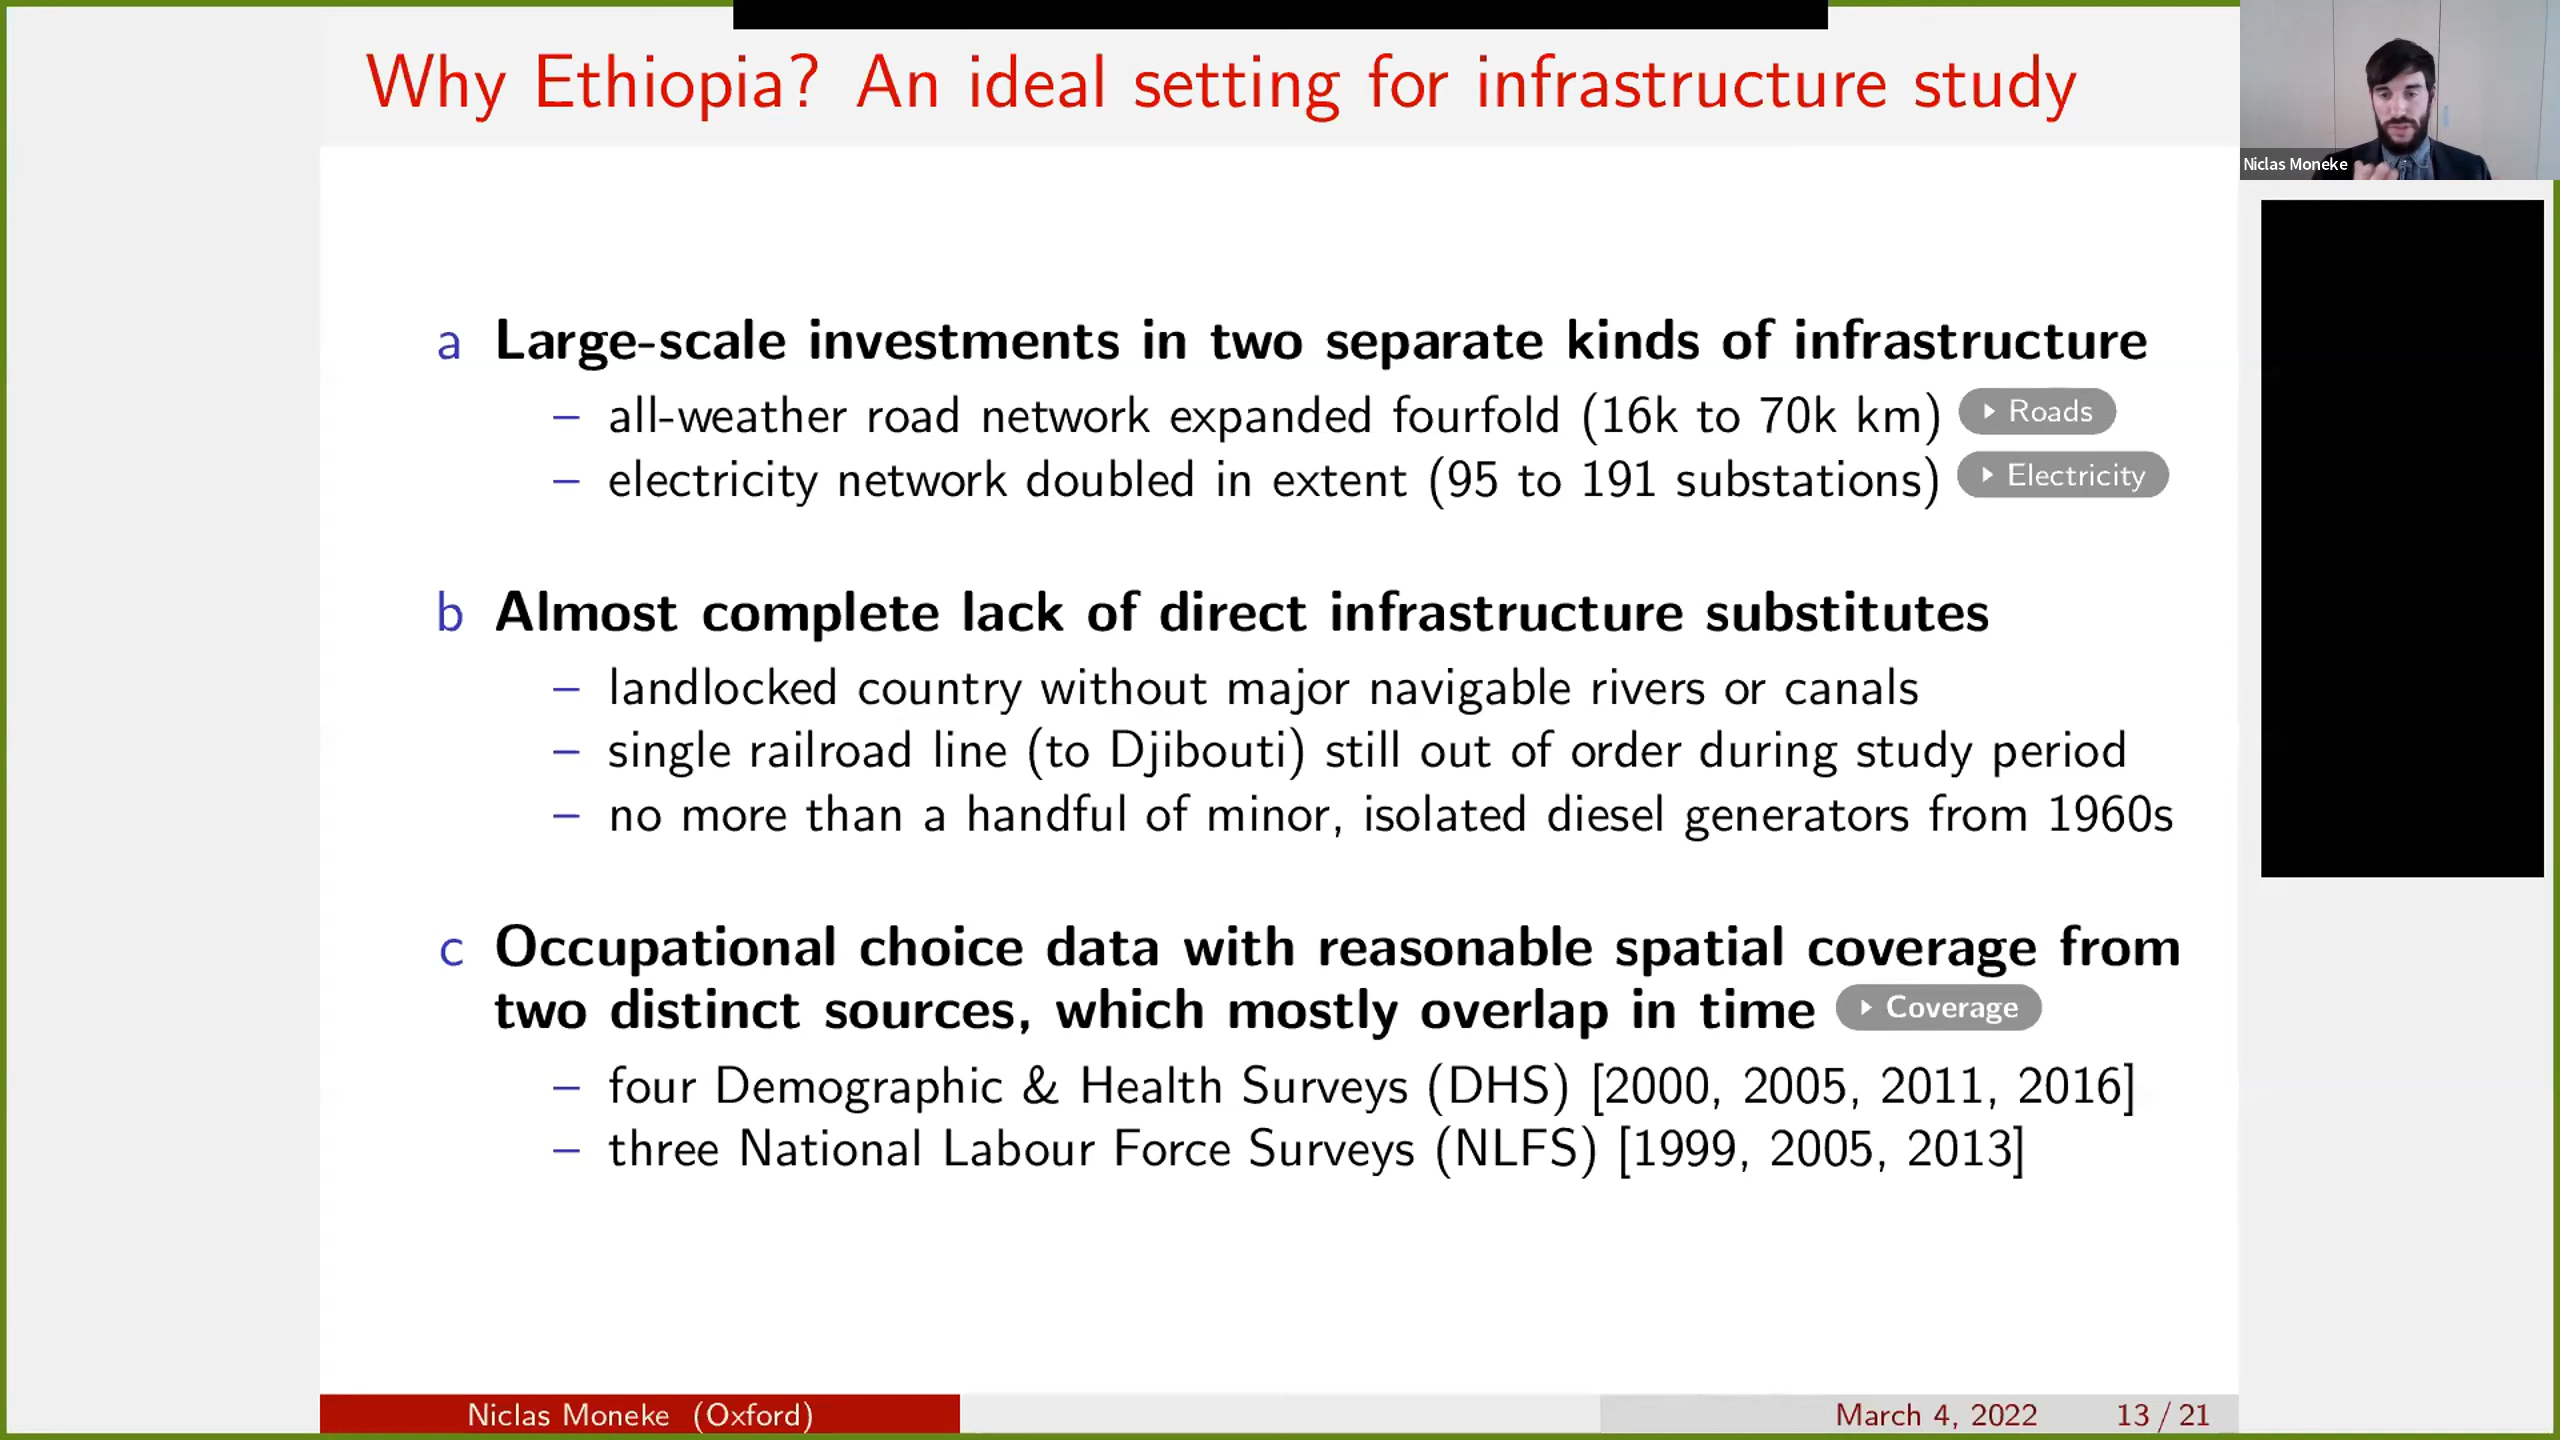 Why Ethiopia? An ideal setting for infrastructure study
Niclas Moneke
a Large-scale investments in two separate kinds of infrastructure
– all-weather road network expanded fourfold (16k to 70k km) Roads
– electricity network doubled in extent (95 to 191 substations) Electricity
b Almost complete lack of direct infrastructure substitutes
– landlocked country without major navigable rivers or canals
– single railroad line (to Djibouti) still out of order during study period
– no more than a handful of minor, isolated diesel generators from 1960s
c Occupational choice data with reasonable spatial coverage from
two distinct sources, which mostly overlap in time Coverage
– four Demographic & Health Surveys (DHS) [2000, 2005, 2011, 2016]
– three National Labour Force Surveys (NLFS) [1999, 2005, 2013]
Niclas Moneke (Oxford) March 4, 2022 13 / 21